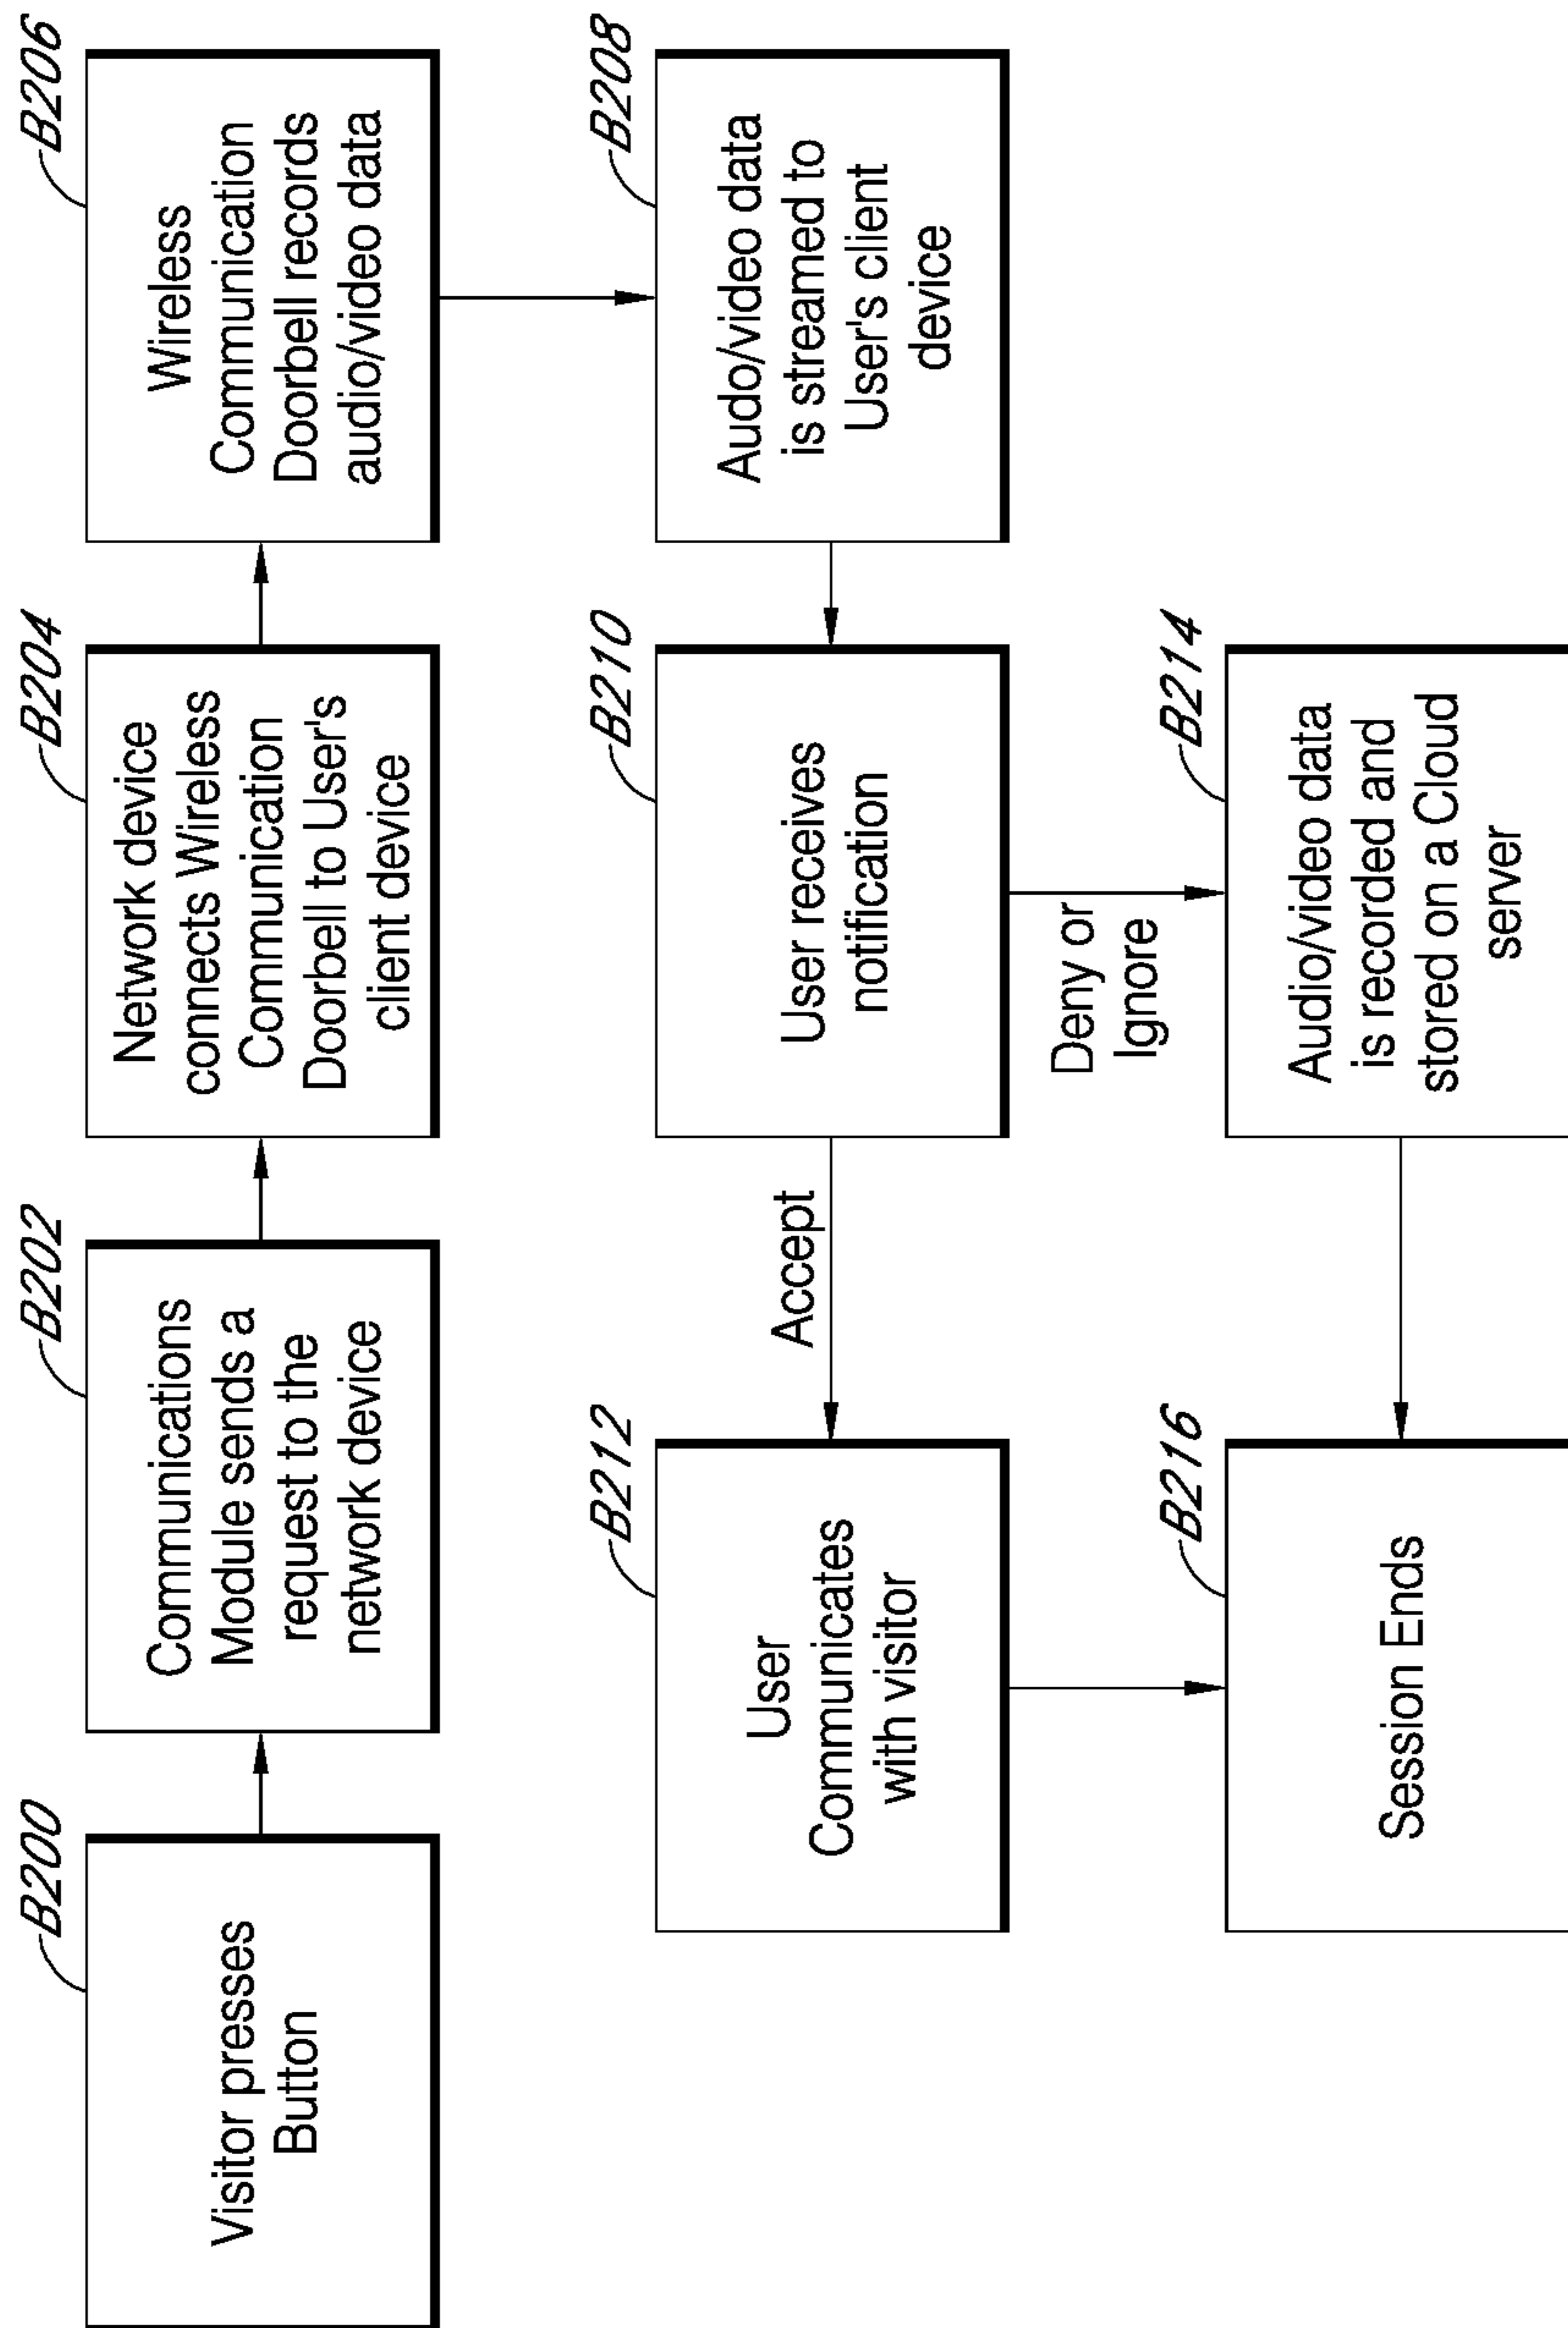 B200
Visitor presses
Button
B202
Communications
Module sends a
request to the
network device
B204
Network device
connects Wireless
Communication
Doorbell to User's
client device
B206
Wireless
Communication
Doorbell records
audio/video data
B208
Audo/video data
is streamed to
User's client
device
B210
User receives
notification
Accept
Deny or
Ignore
B212
User
Communicates
with visitor
B214
Audio/video data
is recorded and
stored on a Cloud
server
B216
Session Ends